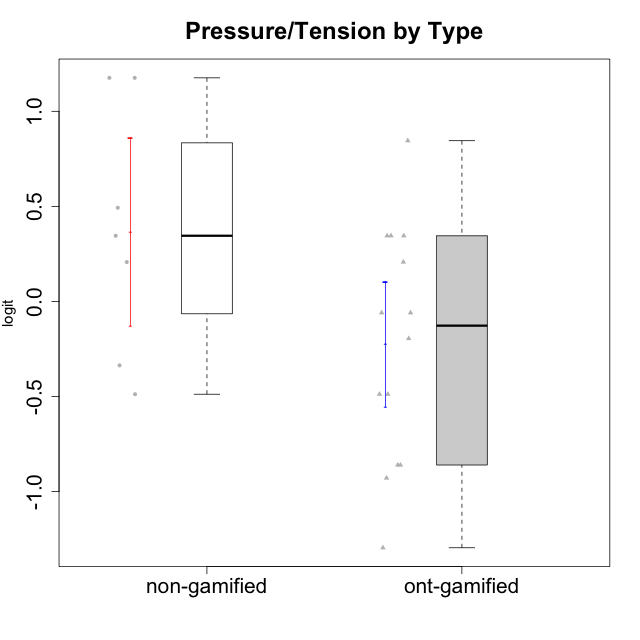 Pressure/Tension by Type
logit
1.0
0.5
0.0
-0.5
-1.0
non-gamified
ont-gamified